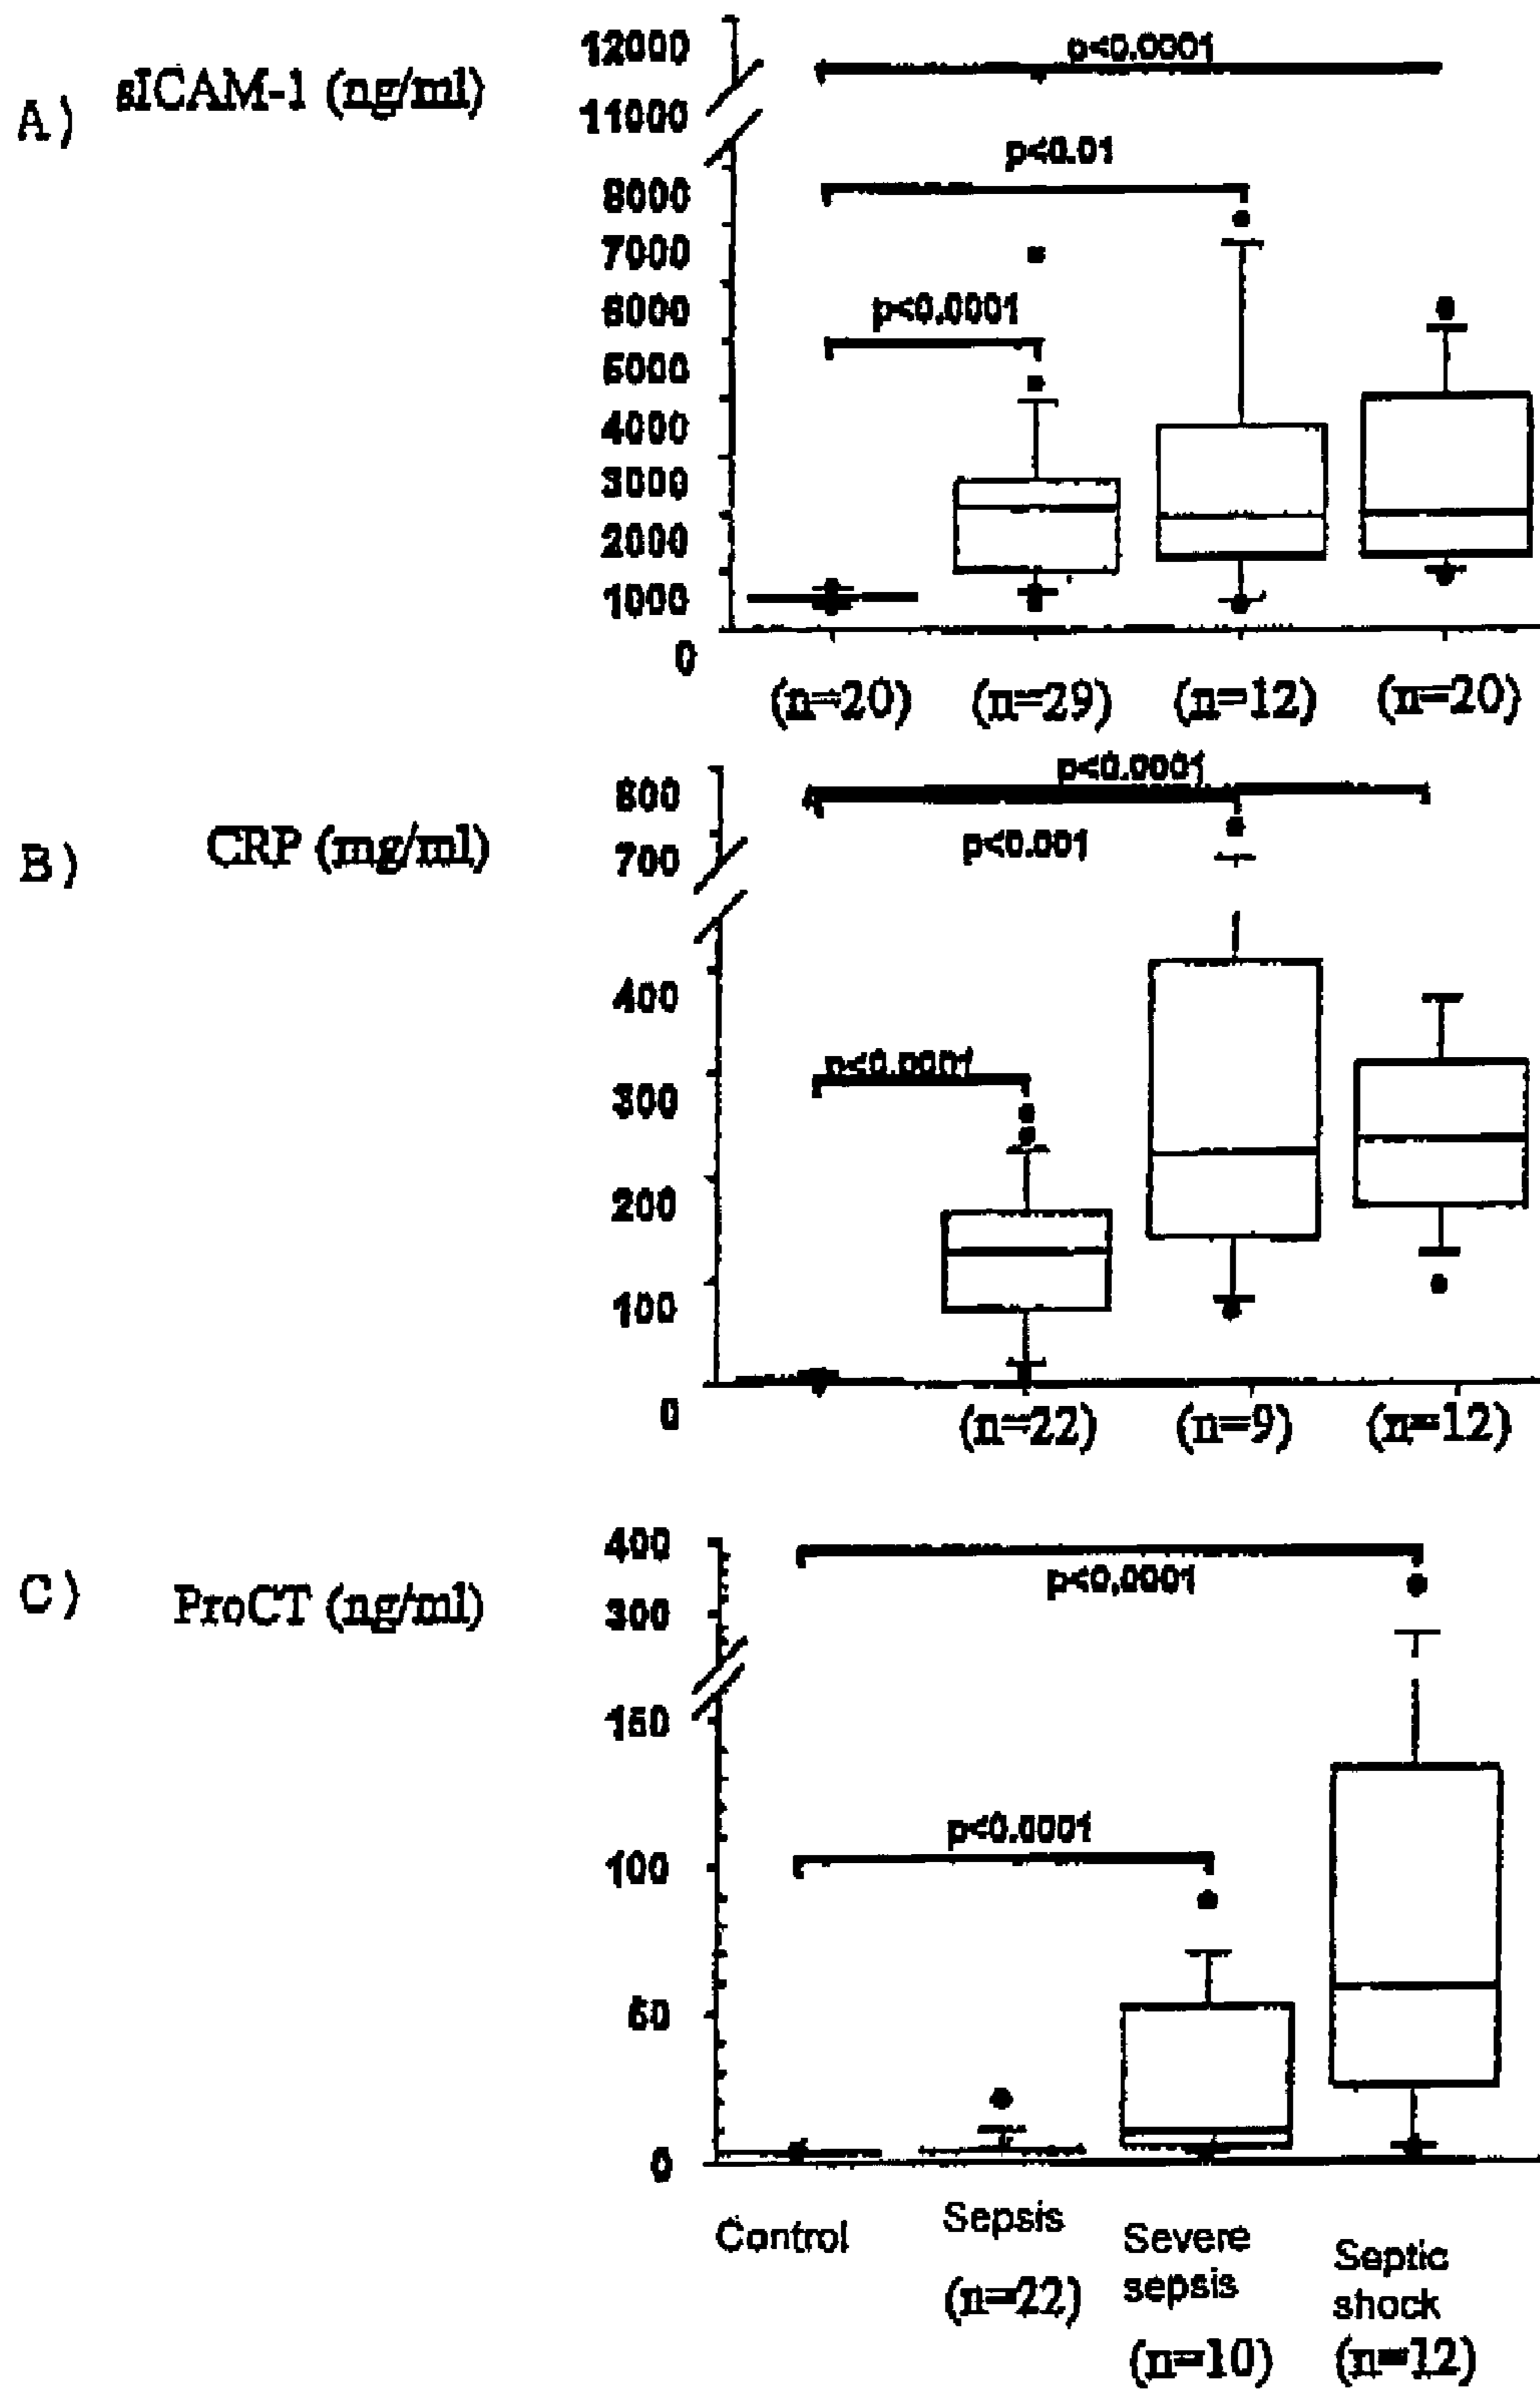 A) sICAM-1 (ng/ml)
12000
11000
8000
7000
6000
5000
4000
3000
2000
1000
0
p<0.0001
p<0.01
p<0.0001
(n=20) (n=29) (n=12) (n=20)
B) CRP (mg/ml)
800
700
400
300
200
100
0
p<0.0001
p<0.001
p<0.0001
(n=22) (n=9) (n=12)
C) ProCT (ng/ml)
400
300
150
100
50
0
p<0.0001
p<0.0001
Control
Sepsis
(n=22)
Severe
sepsis
(n=10)
Septic
shock
(n=12)